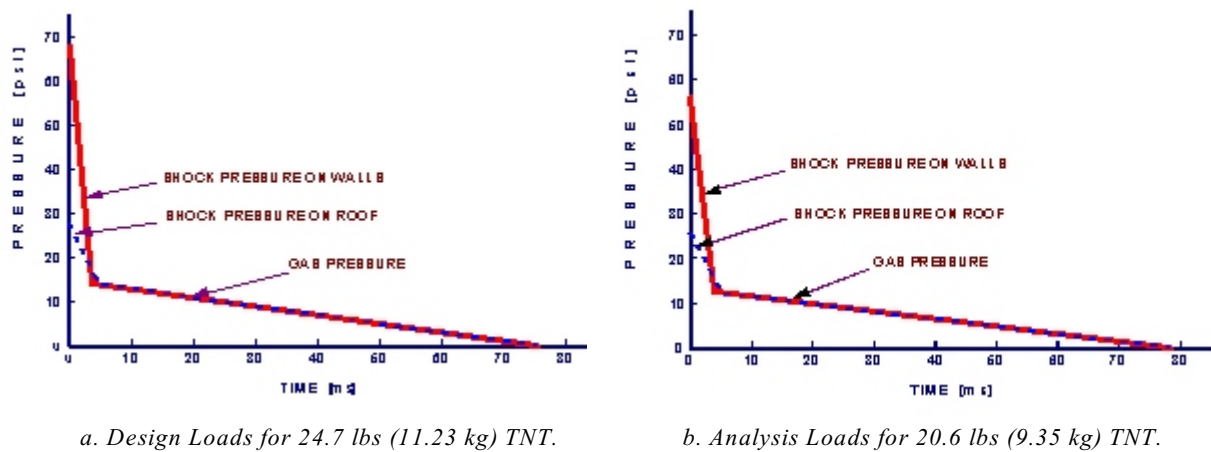 PRESSURE [psi]
70
60
50
40
30
20
10
0
SHOCK PRESSURE ON WALLS
SHOCK PRESSURE ON ROOF
GAS PRESSURE
0 10 20 30 40 50 60 70 80
TIME [ms]
a. Design Loads for 24.7 lbs (11.23 kg) TNT.
PRESSURE [psi]
70
60
50
40
30
20
10
0
SHOCK PRESSURE ON WALLS
SHOCK PRESSURE ON ROOF
GAS PRESSURE
0 10 20 30 40 50 60 70 80
TIME [ms]
b. Analysis Loads for 20.6 lbs (9.35 kg) TNT.